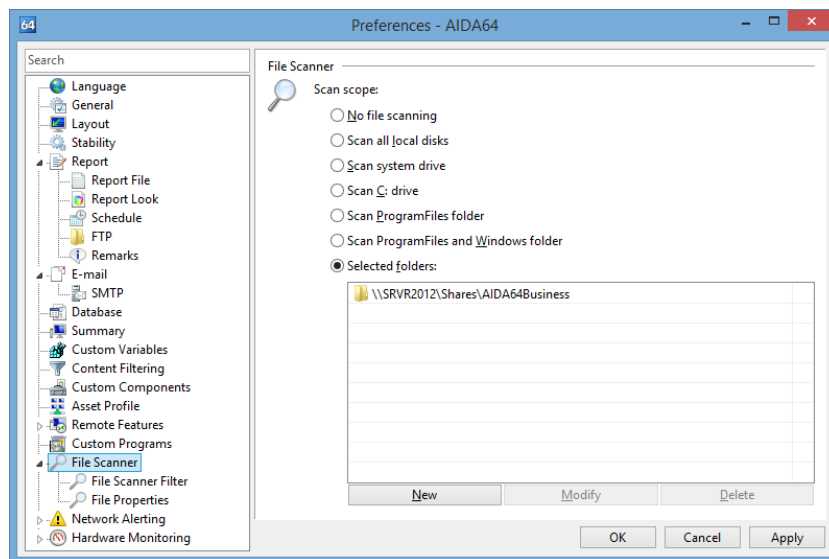 64
Preferences - AIDA64
Search
Language
General
Layout
Stability
Report
Report File
Report Look
Schedule
FTP
Remarks
E-mail
SMTP
Database
Summary
Custom Variables
Content Filtering
Custom Components
Asset Profile
Remote Features
Custom Programs
File Scanner
File Scanner Filter
File Properties
Network Alerting
Hardware Monitoring
File Scanner
Scan scope:
No file scanning
Scan all local disks
Scan system drive
Scan C: drive
Scan ProgramFiles folder
Scan ProgramFiles and Windows folder
Selected folders:
\\SRVR2012\Shares\AIDA64Business
New Modify Delete
OK Cancel Apply